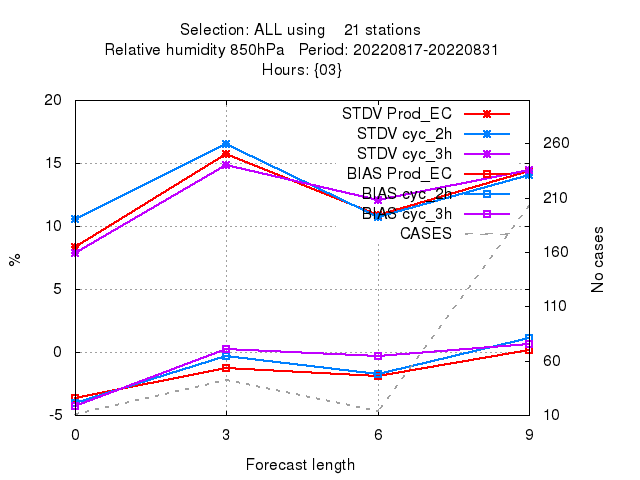 Selection: ALL using 21 stations
Relative humidity 850hPa Period: 20220817-20220831
Hours: {03}
20
15
10
5
0
-5
%
STDV Prod_EC
STDV cyc_2h
STDV cyc_3h
BIAS Prod_EC
BIAS cyc_2h
BIAS cyc_3h
CASES
260
210
160
110
60
10
No cases
0 3 6 9
Forecast length